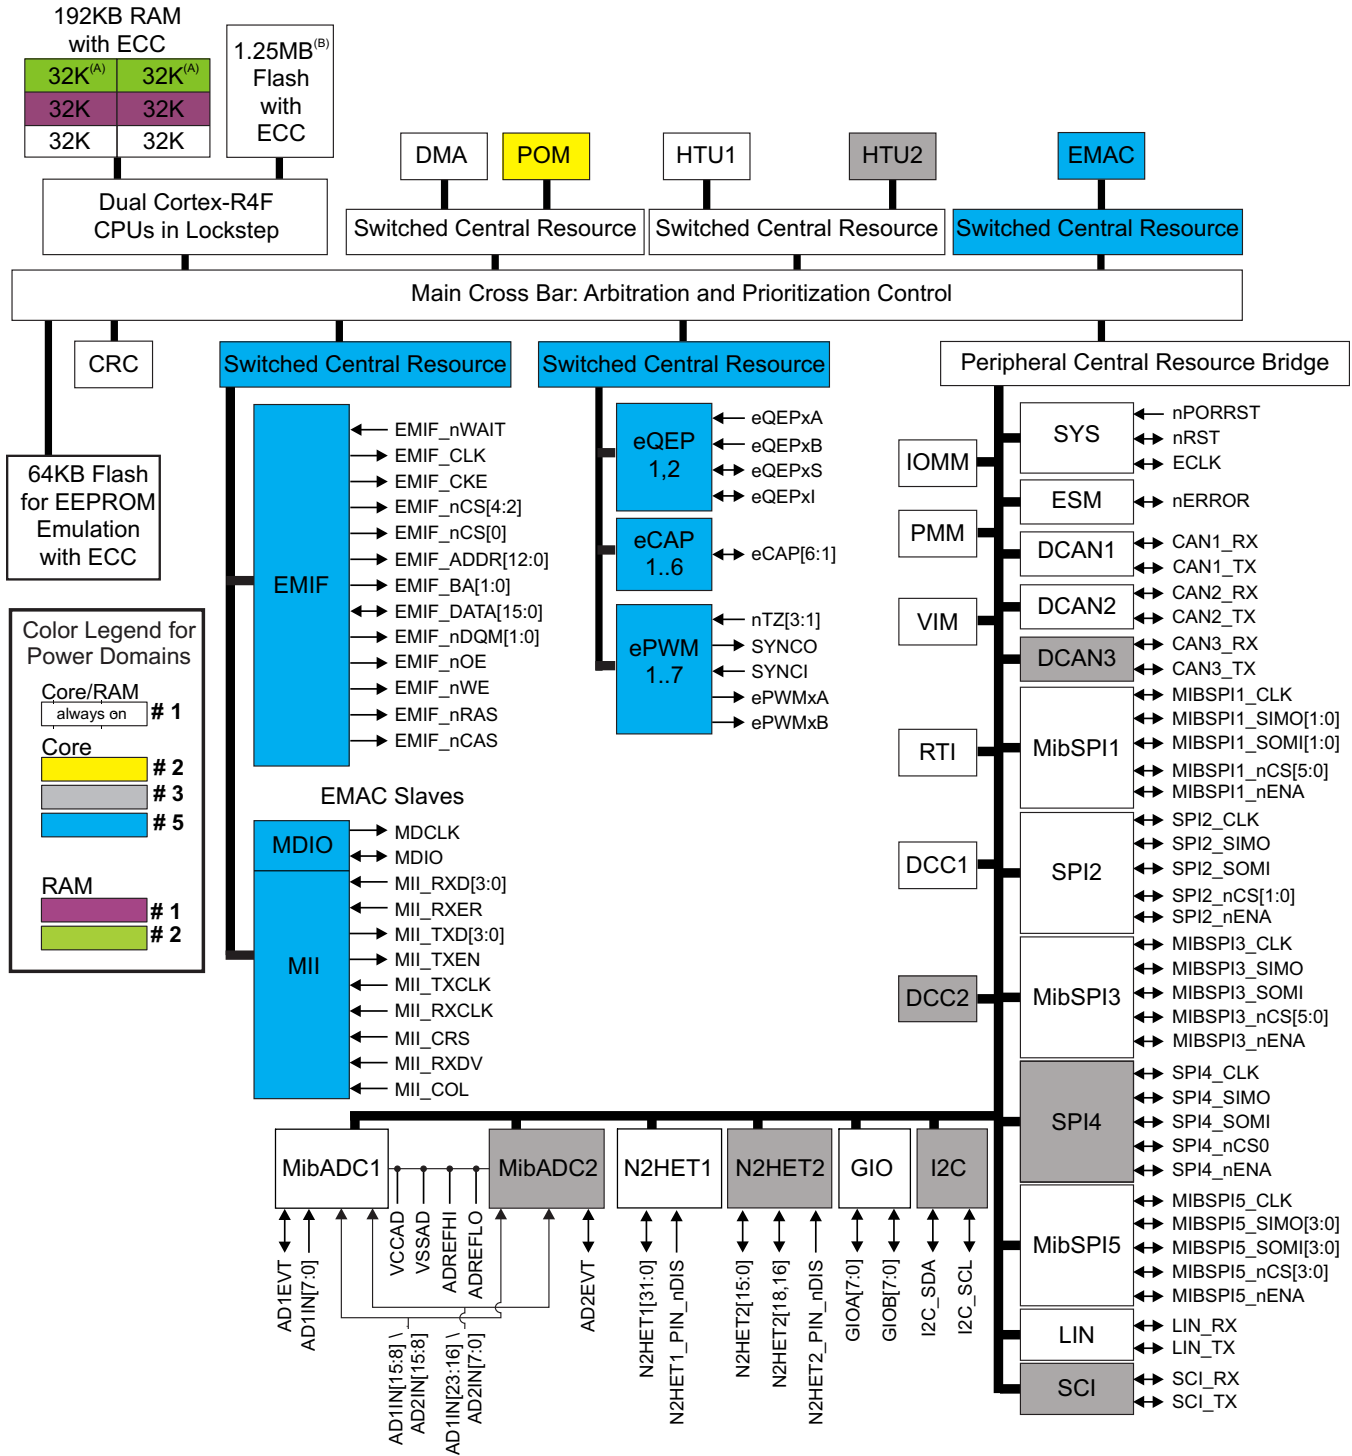 192KB RAM
with ECC
32K(A) 32K(A)
32K 32K
32K 32K
1.25MB(B)
Flash
with
ECC
DMA
POM
HTU1
HTU2
EMAC
Dual Cortex-R4F
CPUs in Lockstep
Switched Central Resource
Switched Central Resource
Switched Central Resource
Main Cross Bar: Arbitration and Prioritization Control
CRC
Switched Central Resource
Switched Central Resource
Peripheral Central Resource Bridge
64KB Flash
for EEPROM
Emulation
with ECC
Color Legend for
Power Domains
Core/RAM
always on # 1
Core
# 2
# 3
# 5
RAM
# 1
# 2
EMIF
EMIF_nWAIT
EMIF_CLK
EMIF_CKE
EMIF_nCS[4:2]
EMIF_nCS[0]
EMIF_ADDR[12:0]
EMIF_BA[1:0]
EMIF_DATA[15:0]
EMIF_nDQM[1:0]
EMIF_nOE
EMIF_nWE
EMIF_nRAS
EMIF_nCAS
EMAC Slaves
MDIO
MDCLK
MDIO
MII
MII_RXD[3:0]
MII_RXER
MII_TXD[3:0]
MII_TXEN
MII_TXCLK
MII_RXCLK
MII_CRS
MII_RXDV
MII_COL
eQEP
1,2
eQEPxA
eQEPxB
eQEPxS
eQEPxI
eCAP
1..6
eCAP[6:1]
ePWM
1..7
nTZ[3:1]
SYNCO
SYNCI
ePWMxA
ePWMxB
IOMM
PMM
VIM
RTI
DCC1
DCC2
SYS
nPORRST
nRST
ECLK
ESM
nERROR
DCAN1
CAN1_RX
CAN1_TX
DCAN2
CAN2_RX
CAN2_TX
DCAN3
CAN3_RX
CAN3_TX
MibSPI1
MIBSPI1_CLK
MIBSPI1_SIMO[1:0]
MIBSPI1_SOMI[1:0]
MIBSPI1_nCS[5:0]
MIBSPI1_nENA
SPI2
SPI2_CLK
SPI2_SIMO
SPI2_SOMI
SPI2_nCS[1:0]
SPI2_nENA
MibSPI3
MIBSPI3_CLK
MIBSPI3_SIMO
MIBSPI3_SOMI
MIBSPI3_nCS[5:0]
MIBSPI3_nENA
SPI4
SPI4_CLK
SPI4_SIMO
SPI4_SOMI
SPI4_nCS0
SPI4_nENA
MibSPI5
MIBSPI5_CLK
MIBSPI5_SIMO[3:0]
MIBSPI5_SOMI[3:0]
MIBSPI5_nCS[3:0]
MIBSPI5_nENA
LIN
LIN_RX
LIN_TX
SCI
SCI_RX
SCI_TX
MibADC1
MibADC2
N2HET1
N2HET2
GIO
I2C
AD1EVT
AD1IN[7:0]
VCCAD
VSSAD
ADREFHI
ADREFLO
AD1IN[15:8] \
AD2IN[15:8]
AD1IN[23:16] \
AD2IN[7:0]
AD2EVT
N2HET1[31:0]
N2HET1_PIN_nDIS
N2HET2[15:0]
N2HET2[18,16]
N2HET2_PIN_nDIS
GIOA[7:0]
GIOB[7:0]
I2C_SDA
I2C_SCL